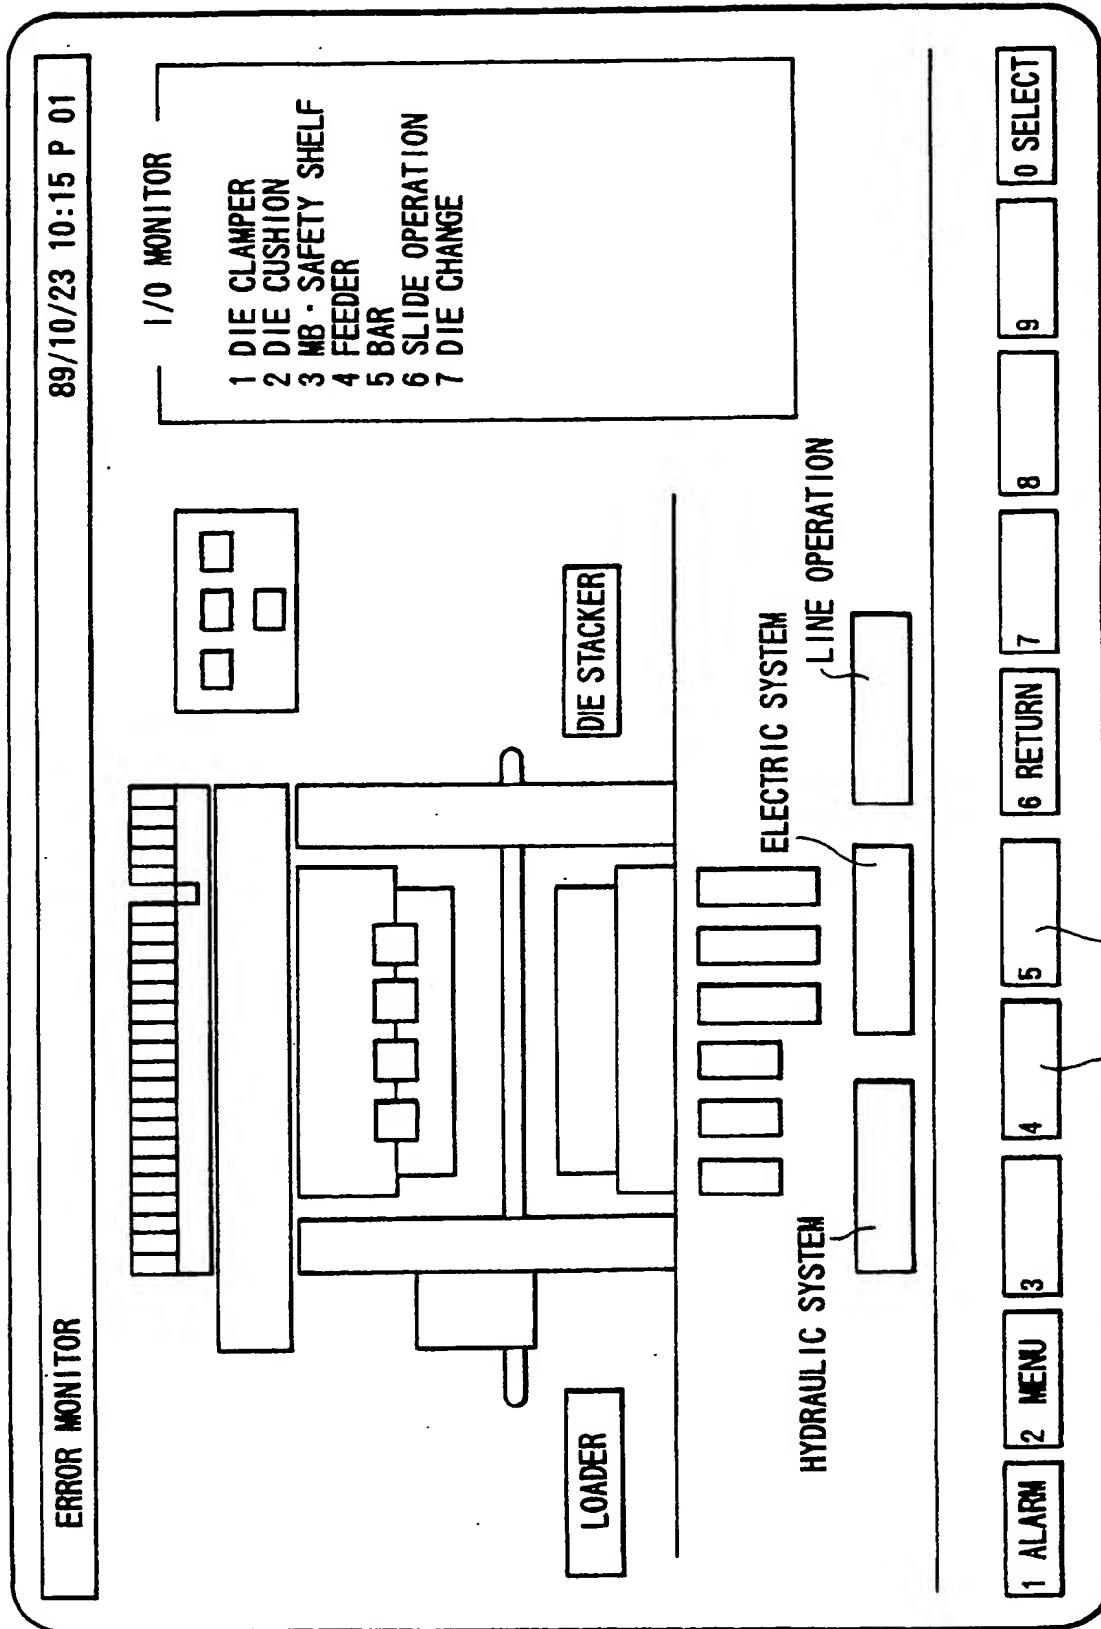 ERROR MONITOR 89/10/23 10:15 P 01
I/O MONITOR
1 DIE CLAMPER
2 DIE CUSHION
3 MB・SAFETY SHELF
4 FEEDER
5 BAR
6 SLIDE OPERATION
7 DIE CHANGE
LOADER
DIE STACKER
HYDRAULIC SYSTEM
ELECTRIC SYSTEM
LINE OPERATION
1 ALARM
2 MENU
3
4
5
6 RETURN
7
8
9
0 SELECT